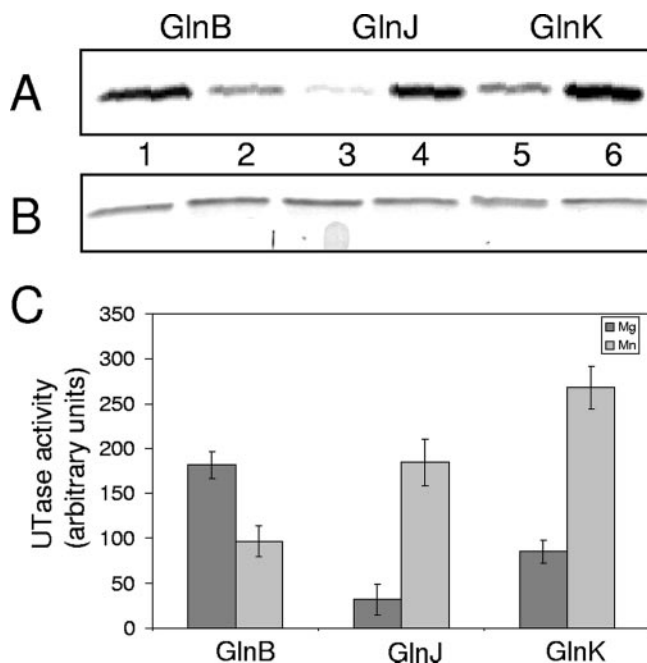 GlnB GlnJ GlnK
A
1 2 3 4 5 6
B
C
350
300
250
200
150
100
50
0
UTase activity
(arbitrary units)
Mg
Mn
GlnB GlnJ GlnK